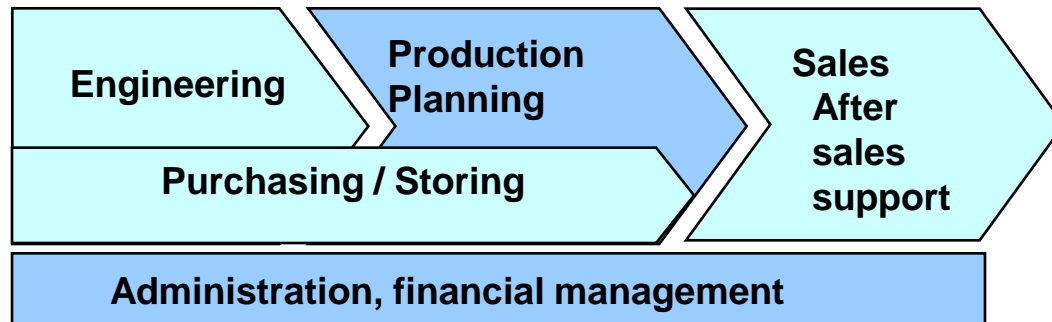 Engineering
Production
Planning
Sales
After
sales
support
Purchasing / Storing
Administration, financial management